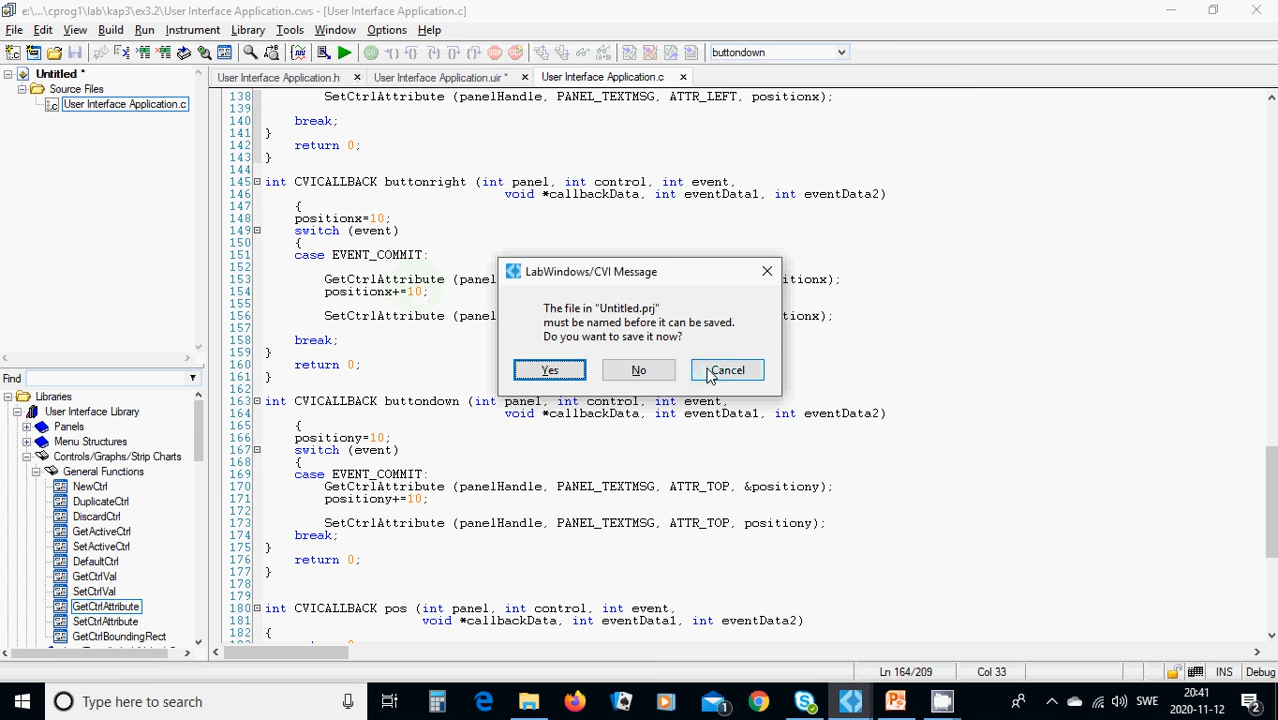 e:\...\cprog1\lab\kap3\ex3.2\User Interface Application.cws - [User Interface Application.c]
File Edit View Build Run Instrument Library Tools Window Options Help
buttondown
Untitled *
Source Files
User Interface Application.c
User Interface Application.h
User Interface Application.uir *
User Interface Application.c
138 SetCtrlAttribute (panelHandle, PANEL_TEXTMSG, ATTR_LEFT, positionx);
139
140 break;
141 }
142 return 0;
143 }
144
145 int CVICALLBACK buttonright (int panel, int control, int event,
146 void *callbackData, int eventData1, int eventData2)
147 {
148 positionx=10;
149 switch (event)
150 {
151 case EVENT_COMMIT:
152
153 GetCtrlAttribute (panel itionx);
154 positionx+=10;
155
156 SetCtrlAttribute (panel itionx);
157
158 break;
159 }
160 return 0;
161 }
162
163 int CVICALLBACK buttondown (int panel, int control, int event,
164 void *callbackData, int eventData1, int eventData2)
165 {
166 positiony=10;
167 switch (event)
168 {
169 case EVENT_COMMIT:
170 GetCtrlAttribute (panelHandle, PANEL_TEXTMSG, ATTR_TOP, &positiony);
171 positiony+=10;
172
173 SetCtrlAttribute (panelHandle, PANEL_TEXTMSG, ATTR_TOP, positiony);
174 break;
175 }
176 return 0;
177 }
178
179
180 int CVICALLBACK pos (int panel, int control, int event,
181 void *callbackData, int eventData1, int eventData2)
182 {
LabWindows/CVI Message
The file in "Untitled.prj"
must be named before it can be saved.
Do you want to save it now?
Yes No Cancel
Find
Libraries
User Interface Library
Panels
Menu Structures
Controls/Graphs/Strip Charts
General Functions
NewCtrl
DuplicateCtrl
DiscardCtrl
GetActiveCtrl
SetActiveCtrl
DefaultCtrl
GetCtrlVal
SetCtrlVal
GetCtrlAttribute
SetCtrlAttribute
GetCtrlBoundingRect
Ln 164/209 Col 33 INS Debug
Type here to search
SWE
20:41
2020-11-12
1
2